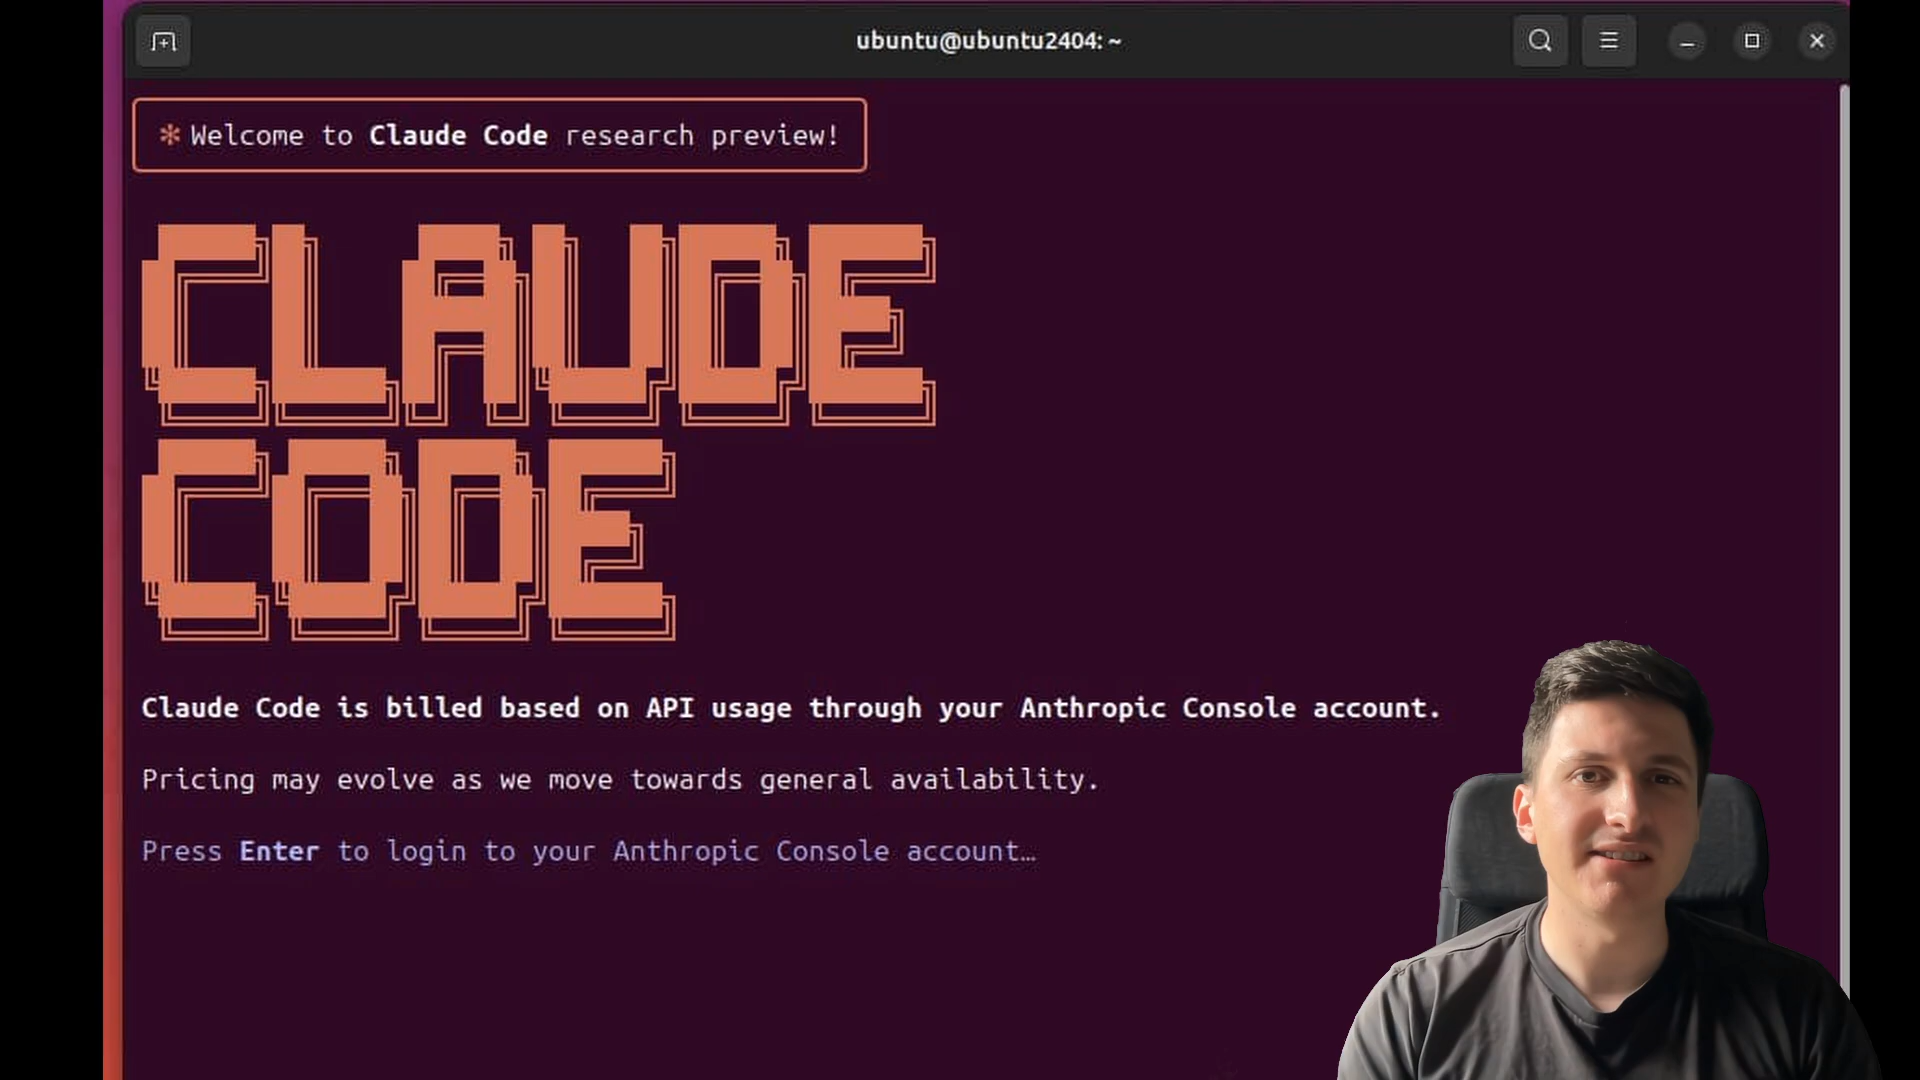 ubuntu@ubuntu2404: ~
✻ Welcome to Claude Code research preview!
CLAUDE
CODE
Claude Code is billed based on API usage through your Anthropic Console account.
Pricing may evolve as we move towards general availability.
Press Enter to login to your Anthropic Console account…